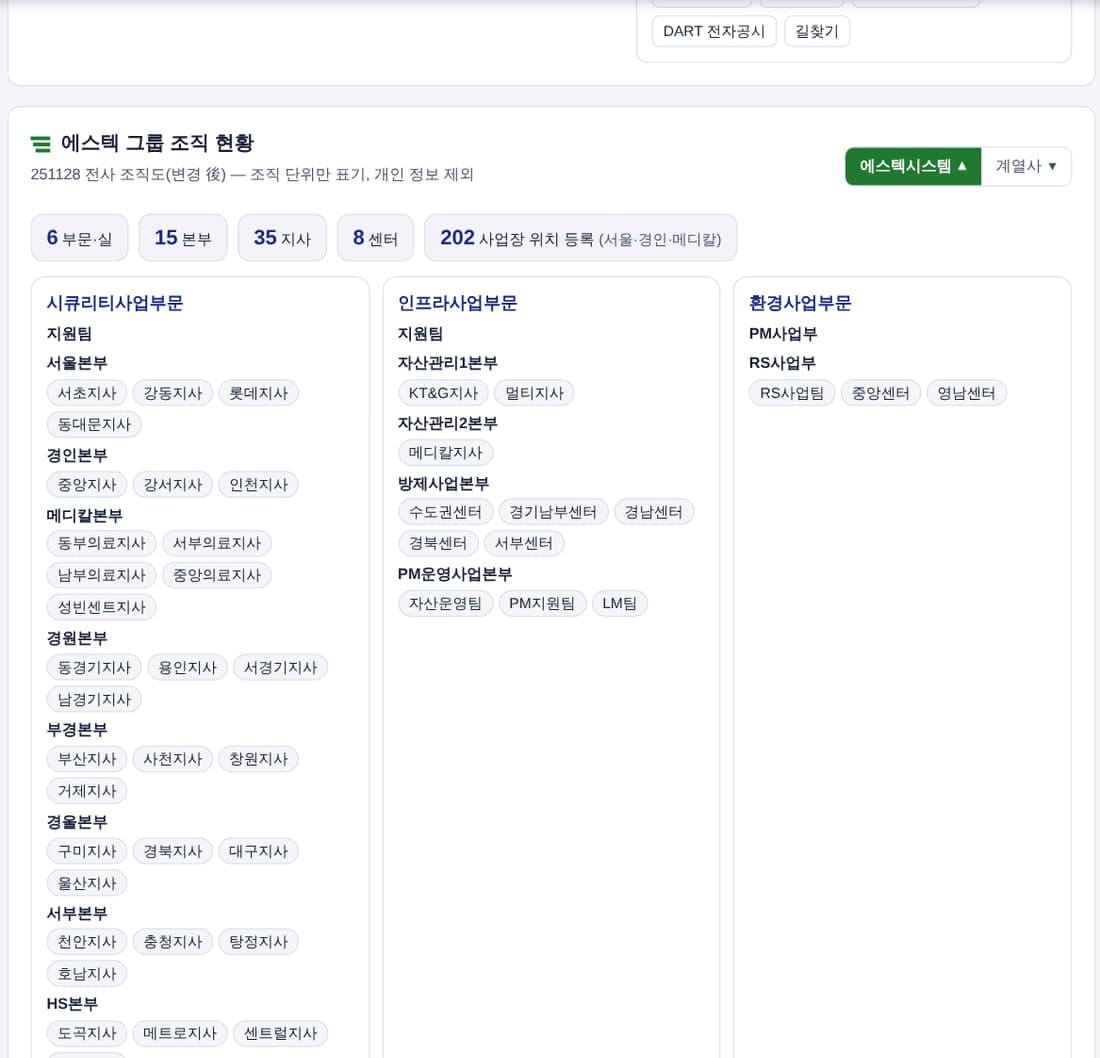 DART 전자공시 길찾기
에스텍 그룹 조직 현황
251128 전사 조직도(변경 後) — 조직 단위만 표기, 개인 정보 제외
에스텍시스템 ▲ 계열사 ▼
6 부문·실 15 본부 35 지사 8 센터 202 사업장 위치 등록 (서울·경인·메디칼)
시큐리티사업부문
지원팀
서울본부
서초지사 강동지사 롯데지사
동대문지사
경인본부
중앙지사 강서지사 인천지사
메디칼본부
동부의료지사 서부의료지사
남부의료지사 중앙의료지사
성빈센트지사
경원본부
동경기지사 용인지사 서경기지사
남경기지사
부경본부
부산지사 사천지사 창원지사
거제지사
경울본부
구미지사 경북지사 대구지사
울산지사
서부본부
천안지사 충청지사 탕정지사
호남지사
HS본부
도곡지사 메트로지사 센트럴지사
인프라사업부문
지원팀
자산관리1본부
KT&G지사 멀티지사
자산관리2본부
메디칼지사
방제사업본부
수도권센터 경기남부센터 경남센터
경북센터 서부센터
PM운영사업본부
자산운영팀 PM지원팀 LM팀
환경사업부문
PM사업부
RS사업부
RS사업팀 중앙센터 영남센터